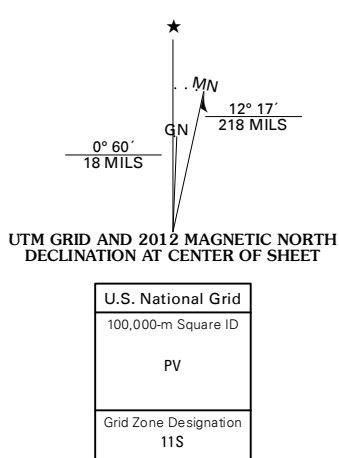 ★
MN
12° 17´
218 MILS
GN
0° 60´
18 MILS
UTM GRID AND 2012 MAGNETIC NORTH
DECLINATION AT CENTER OF SHEET
U.S. National Grid
100,000-m Square ID
PV
Grid Zone Designation
11S